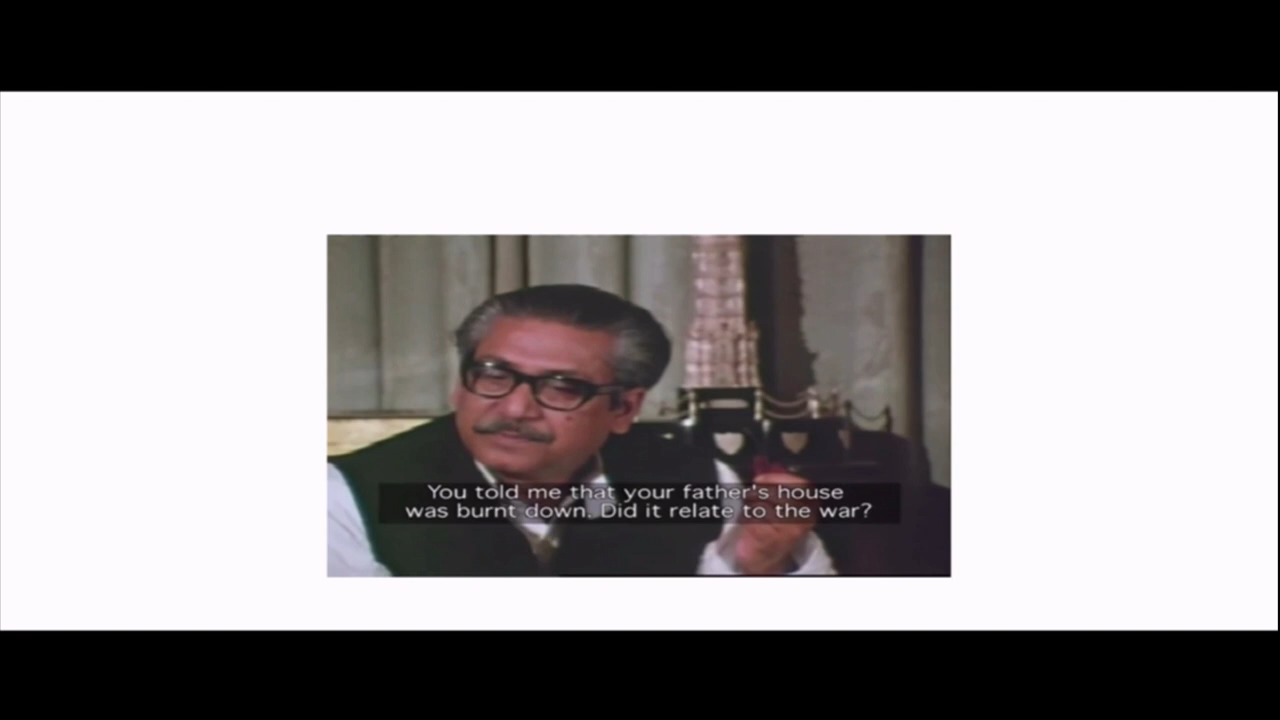 You told me that your father's house
was burnt down. Did it relate to the war?